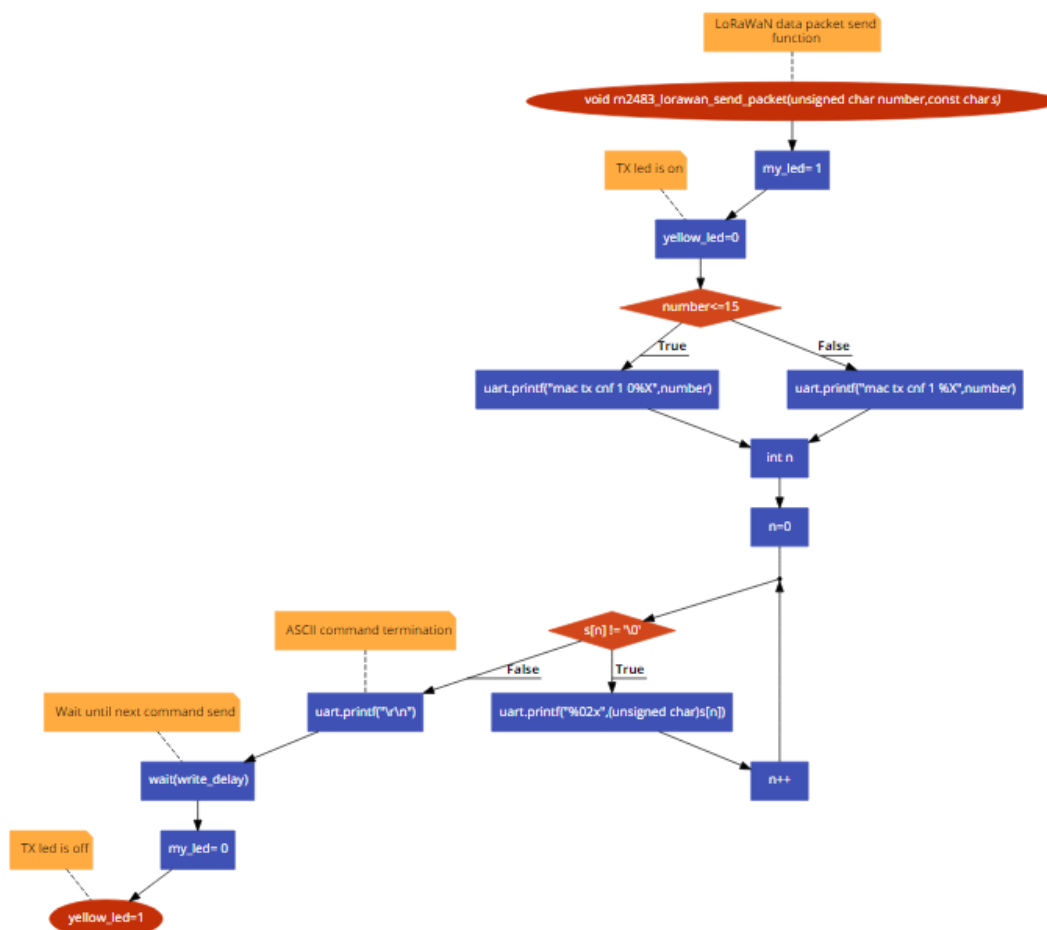 LoRaWaN data packet send
function
void rn2483_lorawan_send_packet(unsigned char number,const char s)
my_led= 1
TX led is on
yellow_led=0
number<=15
True
False
uart.printf("mac tx cnf 1 0%X",number)
uart.printf("mac tx cnf 1 %X",number)
int n
n=0
s[n] != '\0'
ASCII command termination
False
True
uart.printf("\r\n")
uart.printf("%02x",(unsigned char)s[n])
Wait until next command send
wait(write_delay)
n++
my_led= 0
TX led is off
yellow_led=1